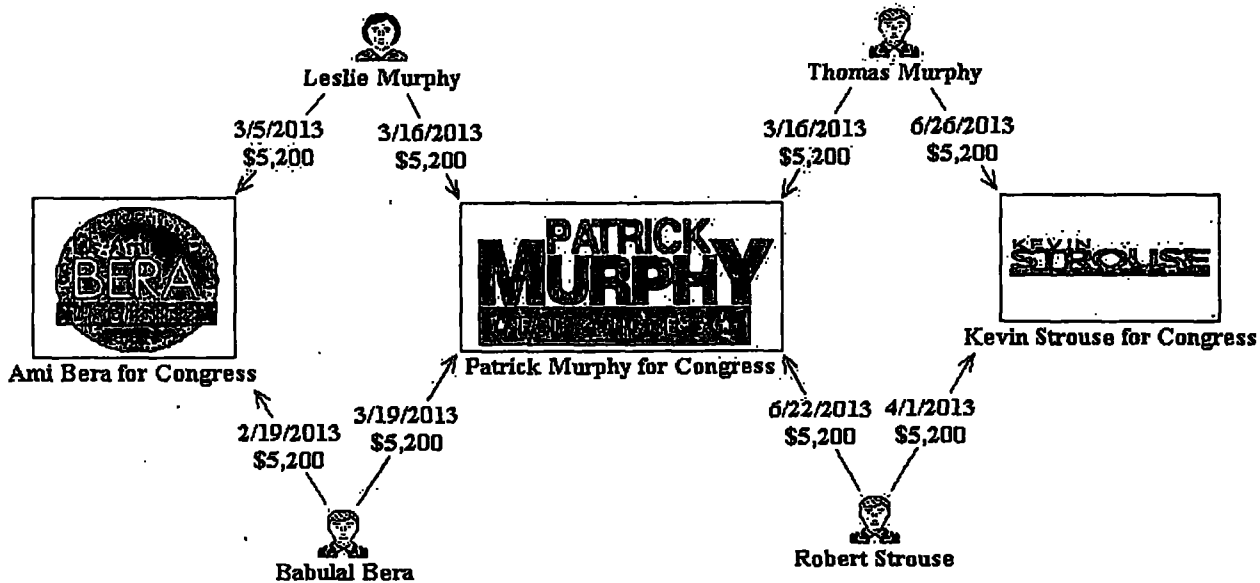 Leslie Murphy
Thomas Murphy
3/5/2013
$5,200
3/16/2013
$5,200
3/16/2013
$5,200
6/26/2013
$5,200
Ami
BERA
PATRICK
MURPHY
KEVIN
STROUSE
Ami Bera for Congress
Patrick Murphy for Congress
Kevin Strouse for Congress
2/19/2013
$5,200
3/19/2013
$5,200
6/22/2013
$5,200
4/1/2013
$5,200
Babulal Bera
Robert Strouse